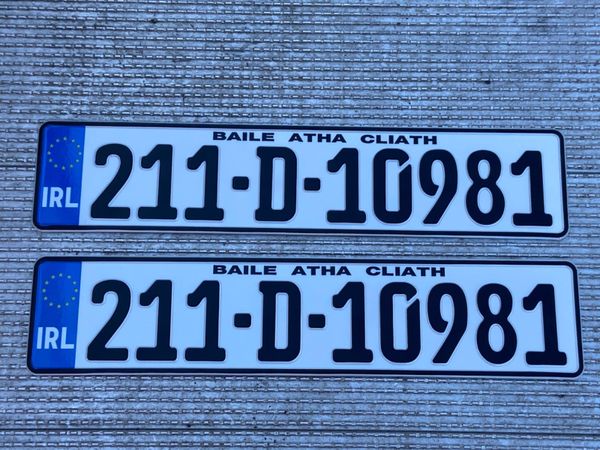 BAILE ATHA CLIATH
IRL 211-D-10981
BAILE ATHA CLIATH
IRL 211-D-10981